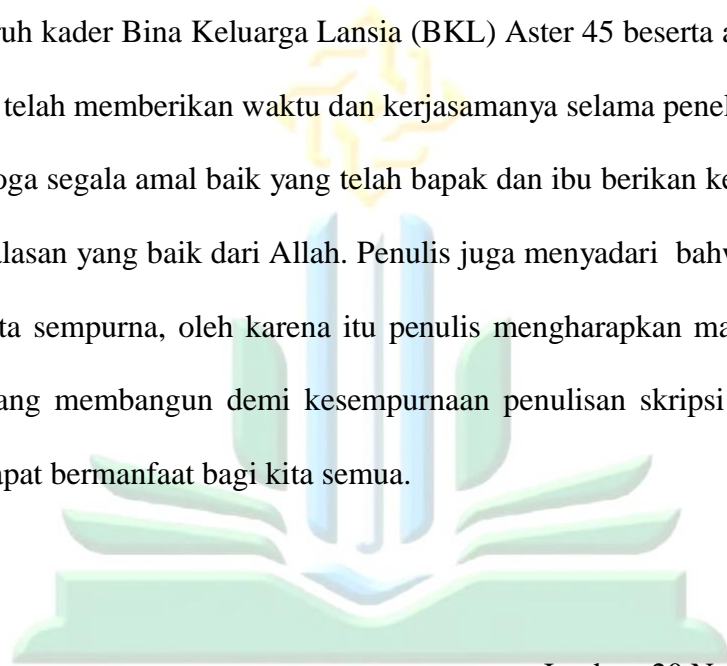 ruh kader Bina Keluarga Lansia (BKL) Aster 45 beserta a
telah memberikan waktu dan kerjasamanya selama penel
oga segala amal baik yang telah bapak dan ibu berikan ke
alasan yang baik dari Allah. Penulis juga menyadari bahw
ta sempurna, oleh karena itu penulis mengharapkan ma
ang membangun demi kesempurnaan penulisan skripsi
apat bermanfaat bagi kita semua.